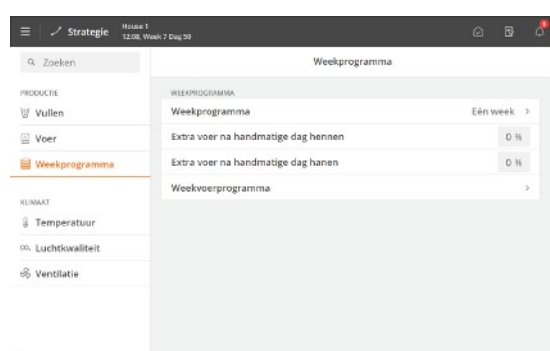 Strategie
House 1
12:08, Week 7 Dag 50
Zoeken
Weekprogramma
PRODUCTIE
Vullen
Voer
Weekprogramma
KLIMAAT
Temperatuur
CO₂ Luchtkwaliteit
Ventilatie
WEEKPROGRAMMA
Weekprogramma Eén week
Extra voer na handmatige dag hennen 0 %
Extra voer na handmatige dag hanen 0 %
Weekvoerprogramma